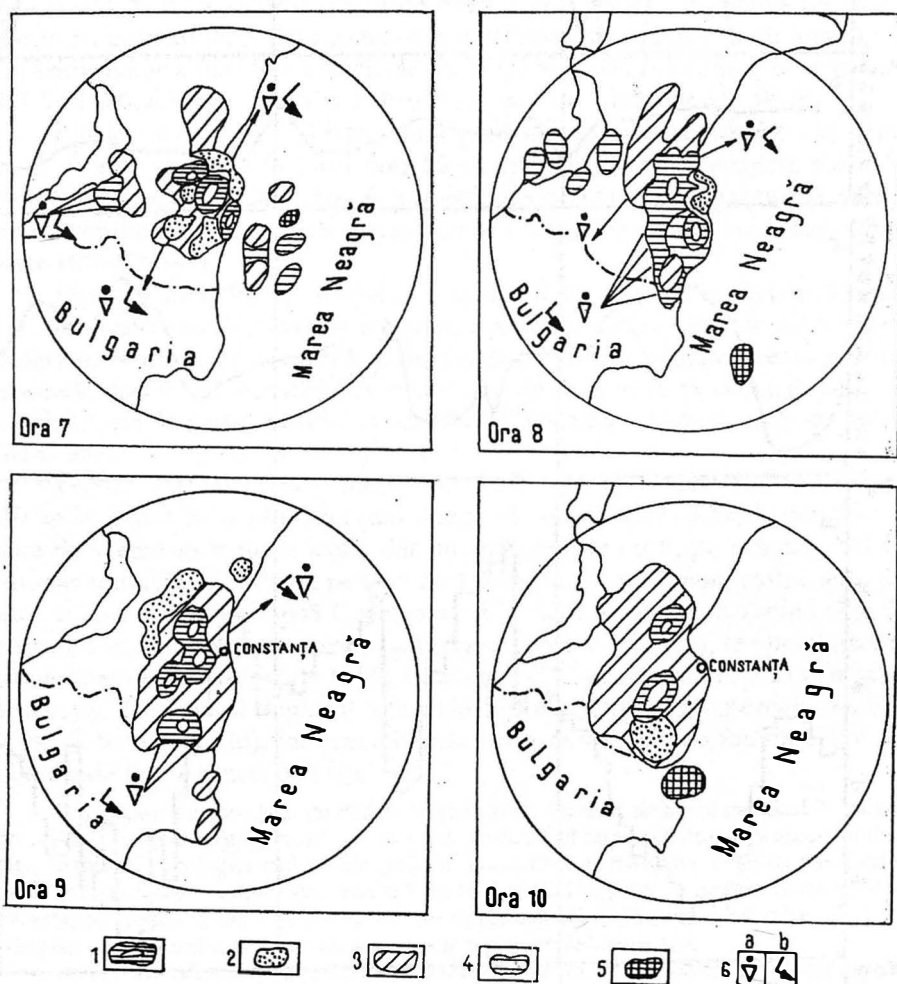 Bulgaria
Marea Neagră
Ora 7
Bulgaria
Marea Neagră
Ora 8
CONSTANȚA
Bulgaria
Marea Neagră
Ora 9
CONSTANȚA
Bulgaria
Marea Neagră
Ora 10
a b
1 2 3 4 5 6